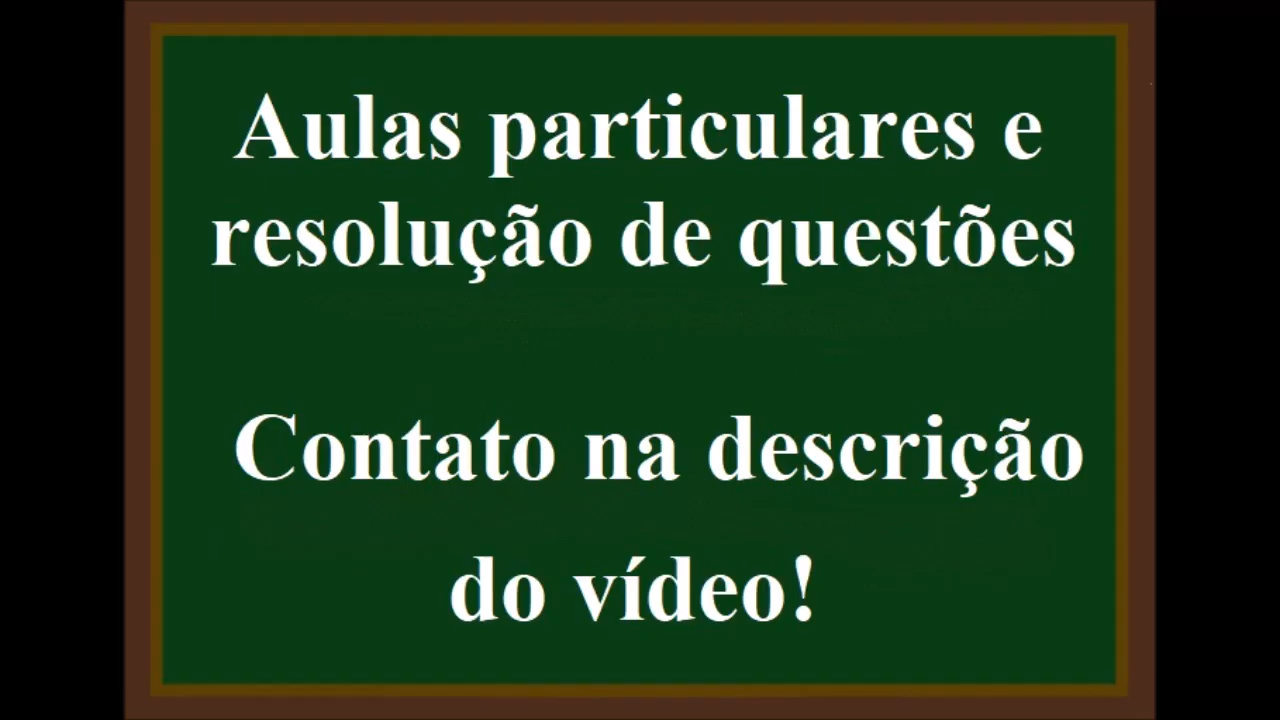 Aulas particulares e
resolução de questões
Contato na descrição
do vídeo!